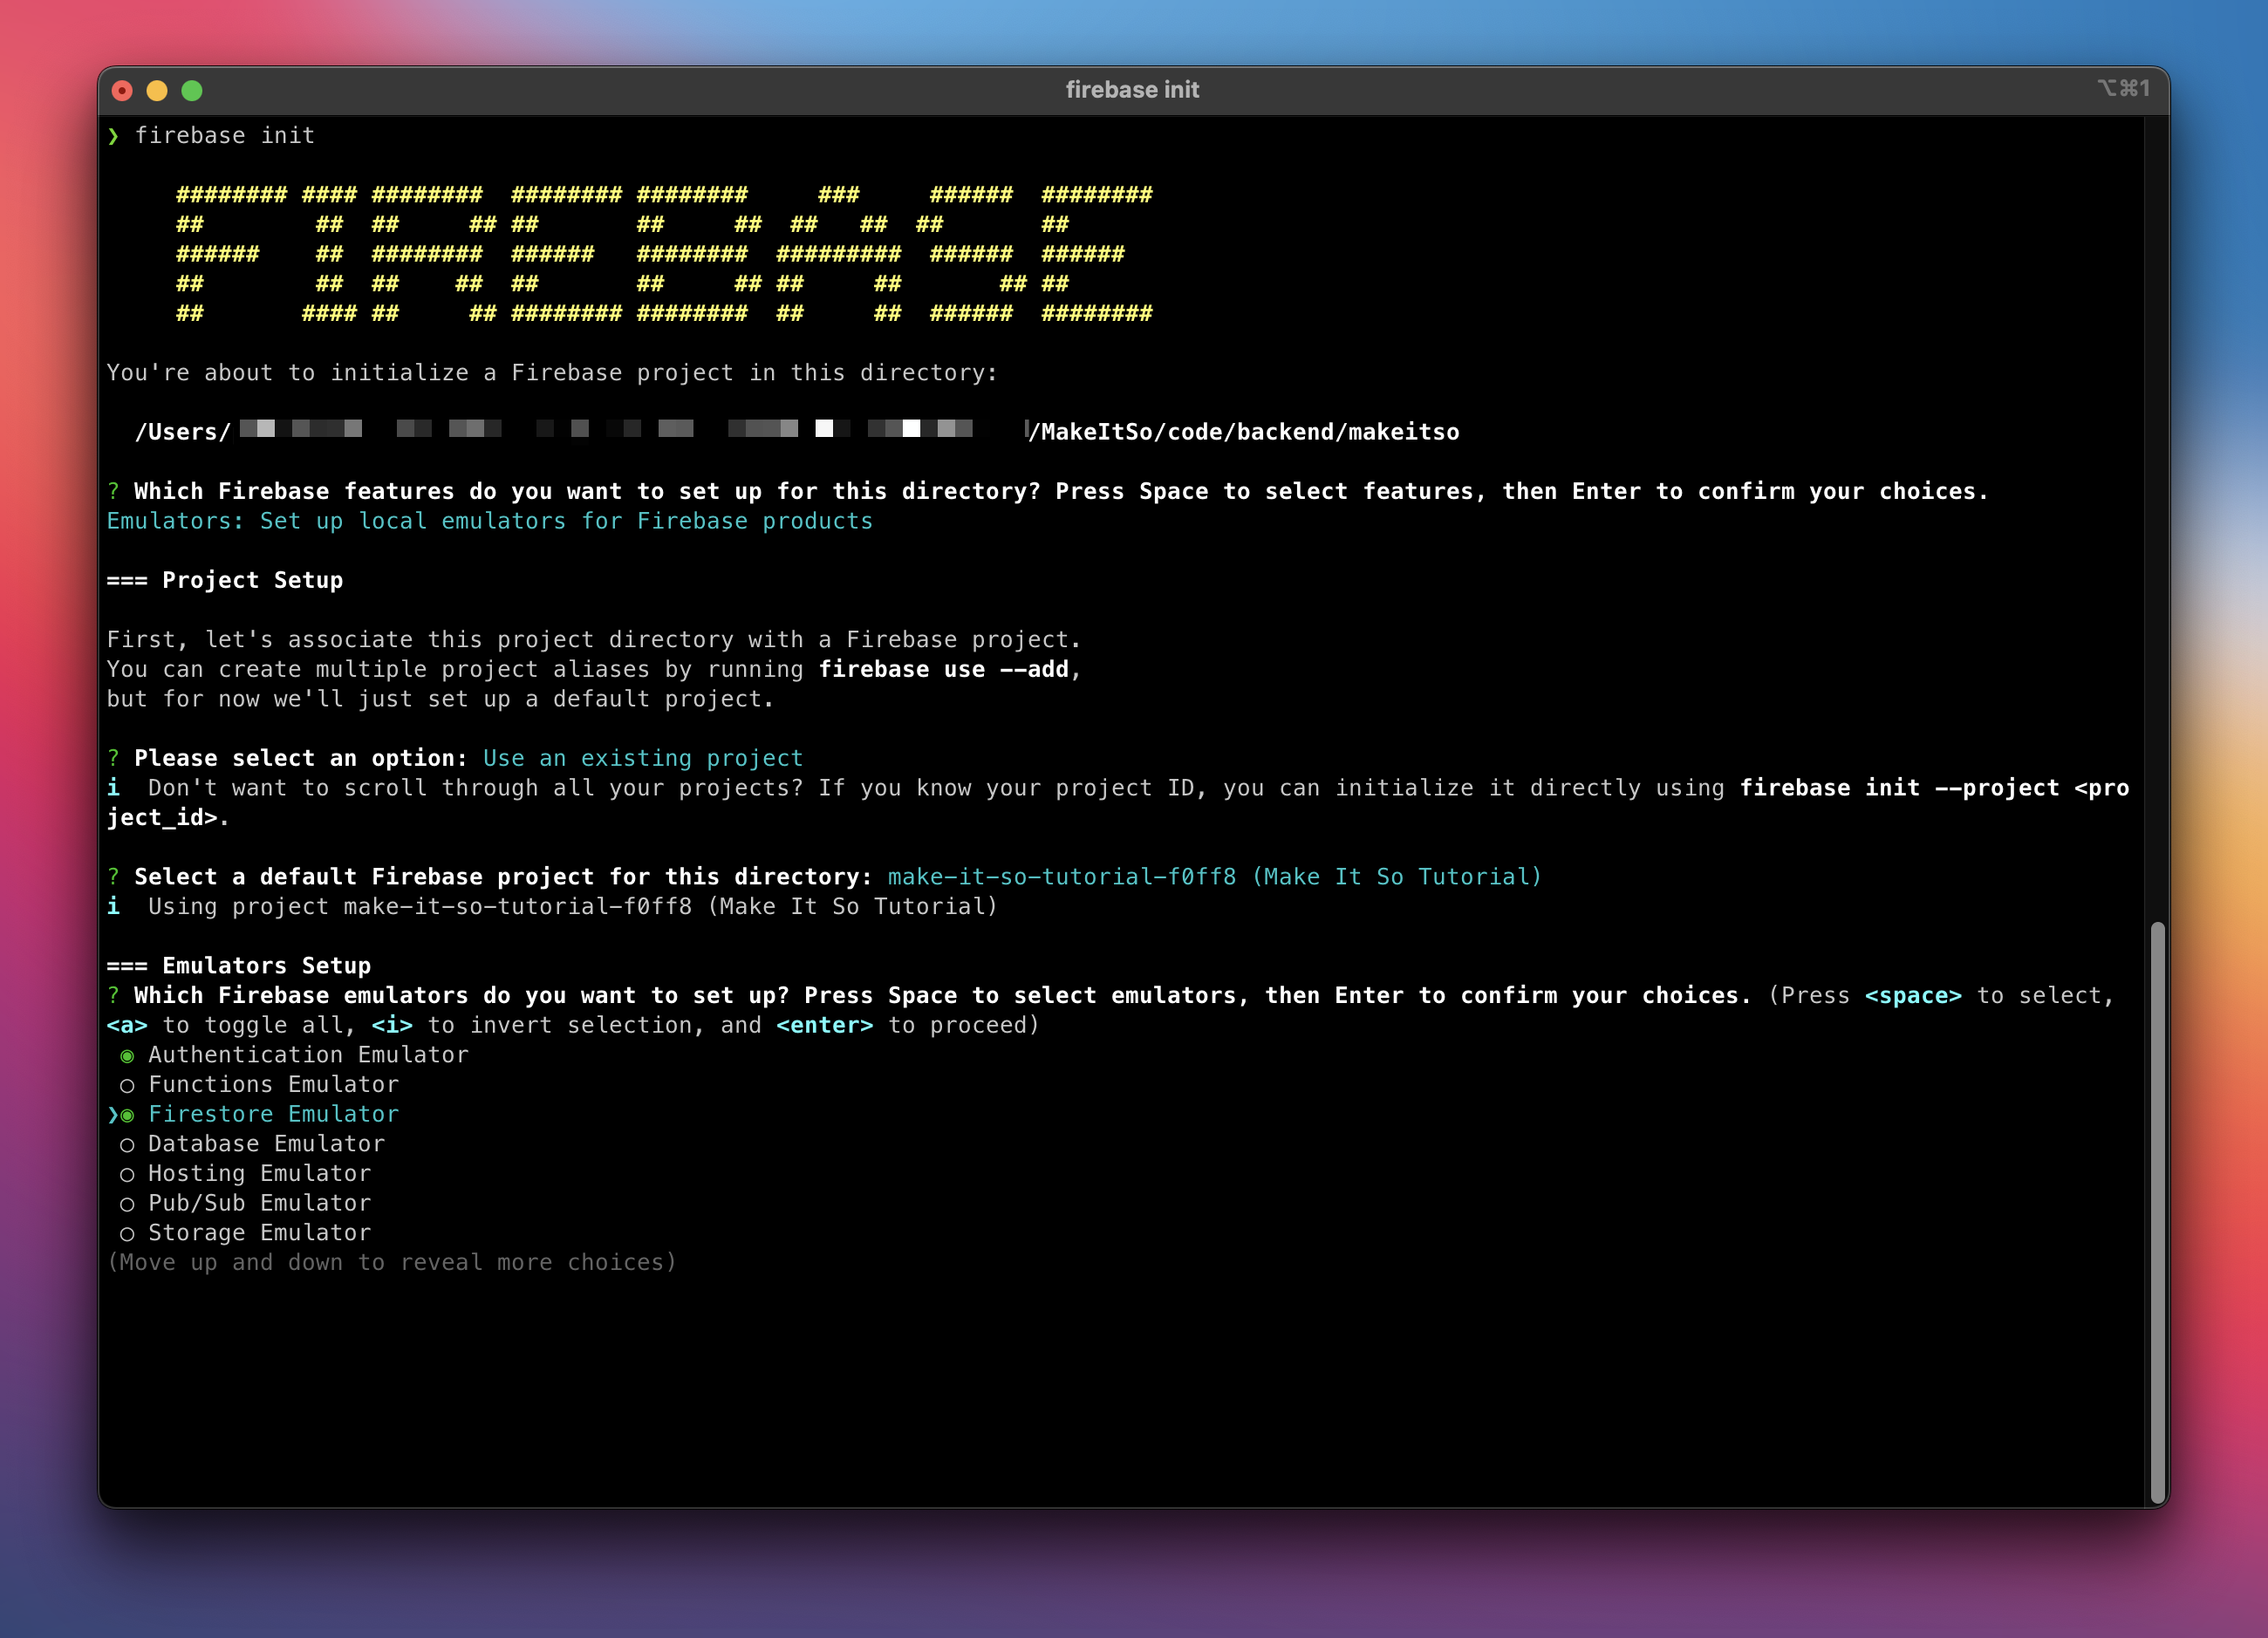 firebase init
⌥⌘1
❯ firebase init
######## #### ########  ######## ########     ###     ######  ########
##        ##  ##     ## ##       ##     ##  ##   ##  ##       ##
######    ##  ########  ######   ########  #########  ######  ######
##        ##  ##    ##  ##       ##     ## ##     ##       ## ##
##       #### ##     ## ######## ########  ##     ##  ######  ########
You're about to initialize a Firebase project in this directory:
/Users/ /MakeItSo/code/backend/makeitso
? Which Firebase features do you want to set up for this directory? Press Space to select features, then Enter to confirm your choices.
Emulators: Set up local emulators for Firebase products
=== Project Setup
First, let's associate this project directory with a Firebase project.
You can create multiple project aliases by running firebase use --add,
but for now we'll just set up a default project.
? Please select an option: Use an existing project
i  Don't want to scroll through all your projects? If you know your project ID, you can initialize it directly using firebase init --project <pro
ject_id>.
? Select a default Firebase project for this directory: make-it-so-tutorial-f0ff8 (Make It So Tutorial)
i  Using project make-it-so-tutorial-f0ff8 (Make It So Tutorial)
=== Emulators Setup
? Which Firebase emulators do you want to set up? Press Space to select emulators, then Enter to confirm your choices. (Press <space> to select,
<a> to toggle all, <i> to invert selection, and <enter> to proceed)
◉ Authentication Emulator
◯ Functions Emulator
❯◉ Firestore Emulator
◯ Database Emulator
◯ Hosting Emulator
◯ Pub/Sub Emulator
◯ Storage Emulator
(Move up and down to reveal more choices)